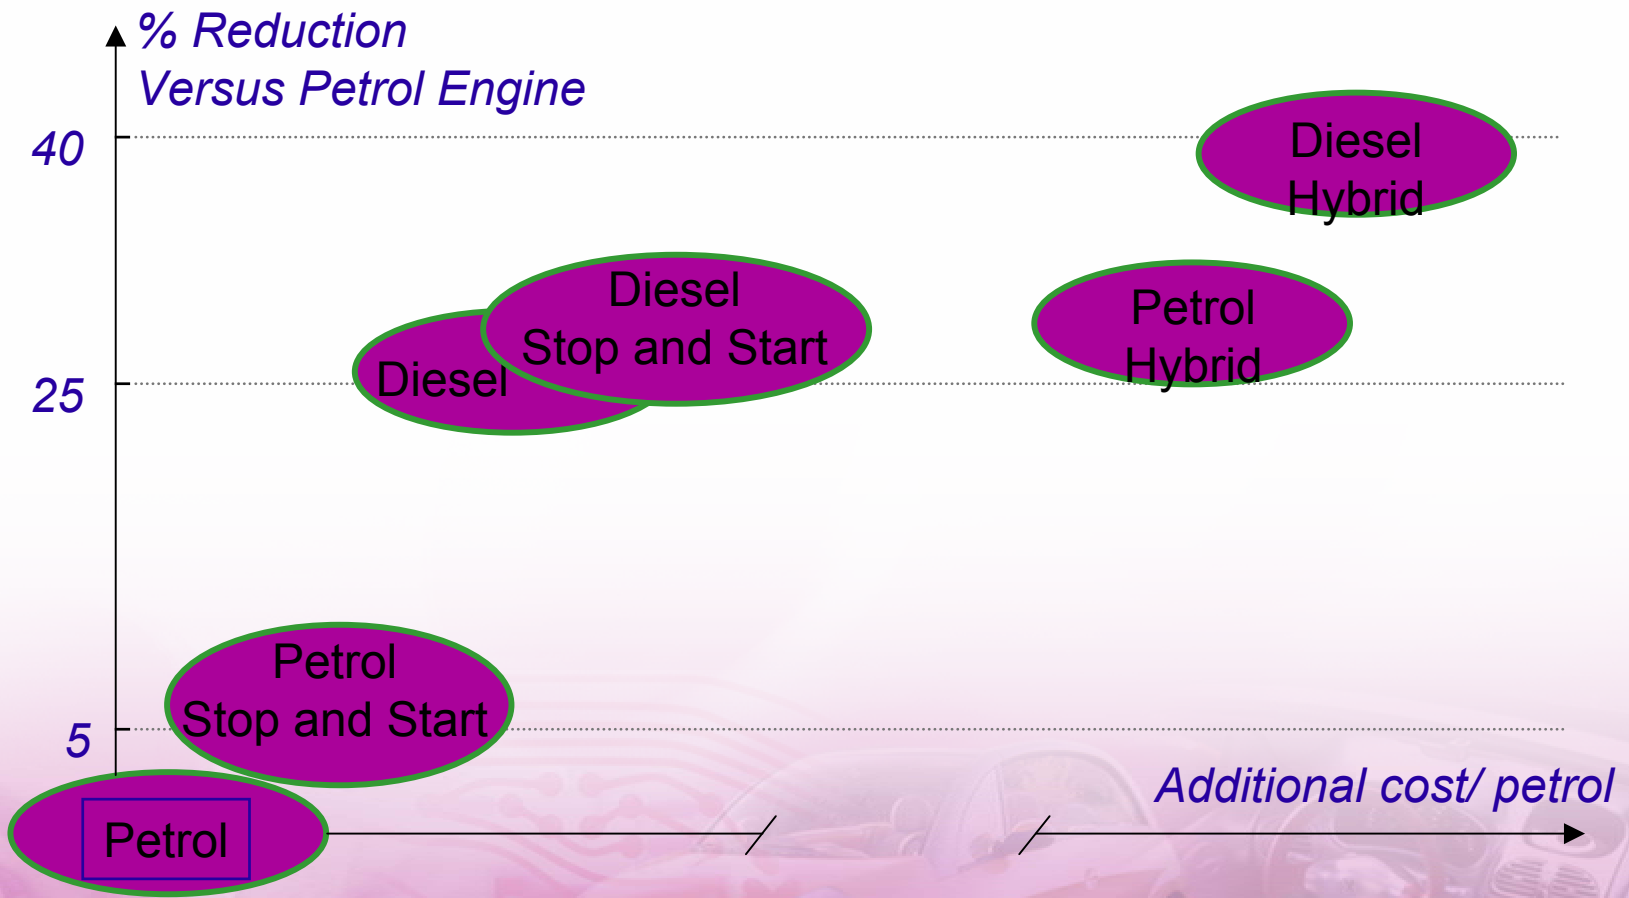 % Reduction
Versus Petrol Engine
40
Diesel
Hybrid
Diesel
Stop and Start
Petrol
Hybrid
Diesel
25
Petrol
Stop and Start
5
Additional cost/ petrol
Petrol